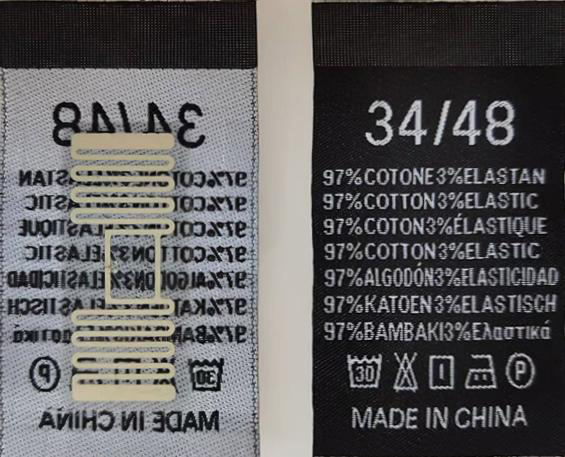 34/48
97%COTONE3%ELASTAN
97%COTTON3%ELASTIC
97%COTON3%ÉLASTIQUE
97%COTTON3%ELASTIC
97%ALGODÓN3%ELASTICIDAD
97%KATOEN3%ELASTISCH
97%BAMBAKI3%Ελαστικά
30 P
MADE IN CHINA